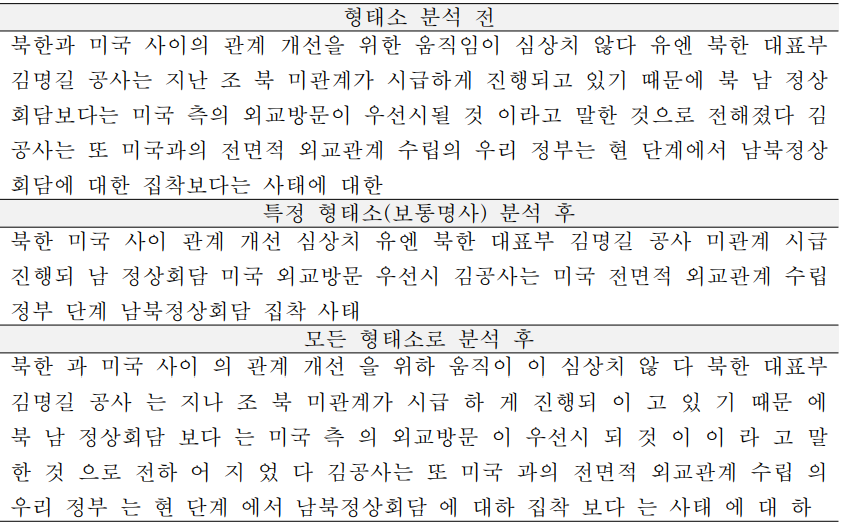 형태소 분석 전
북한과 미국 사이의 관계 개선을 위한 움직임이 심상치 않다 유엔 북한 대표부
김명길 공사는 지난 조 북 미관계가 시급하게 진행되고 있기 때문에 북 남 정상
회담보다는 미국 측의 외교방문이 우선시될 것 이라고 말한 것으로 전해졌다 김
공사는 또 미국과의 전면적 외교관계 수립의 우리 정부는 현 단계에서 남북정상
회담에 대한 집착보다는 사태에 대한
특정 형태소(보통명사) 분석 후
북한 미국 사이 관계 개선 심상치 유엔 북한 대표부 김명길 공사 미관계 시급
진행되 남 정상회담 미국 외교방문 우선시 김공사는 미국 전면적 외교관계 수립
정부 단계 남북정상회담 집착 사태
모든 형태소로 분석 후
북한 과 미국 사이 의 관계 개선 을 위하 움직이 이 심상치 않 다 북한 대표부
김명길 공사 는 지나 조 북 미관계가 시급 하 게 진행되 이 고 있 기 때문 에
북 남 정상회담 보다 는 미국 측 의 외교방문 이 우선시 되 것 이 이 라 고 말
한 것 으로 전하 어 지 었 다 김공사는 또 미국 과의 전면적 외교관계 수립 의
우리 정부 는 현 단계 에서 남북정상회담 에 대하 집착 보다 는 사태 에 대 하